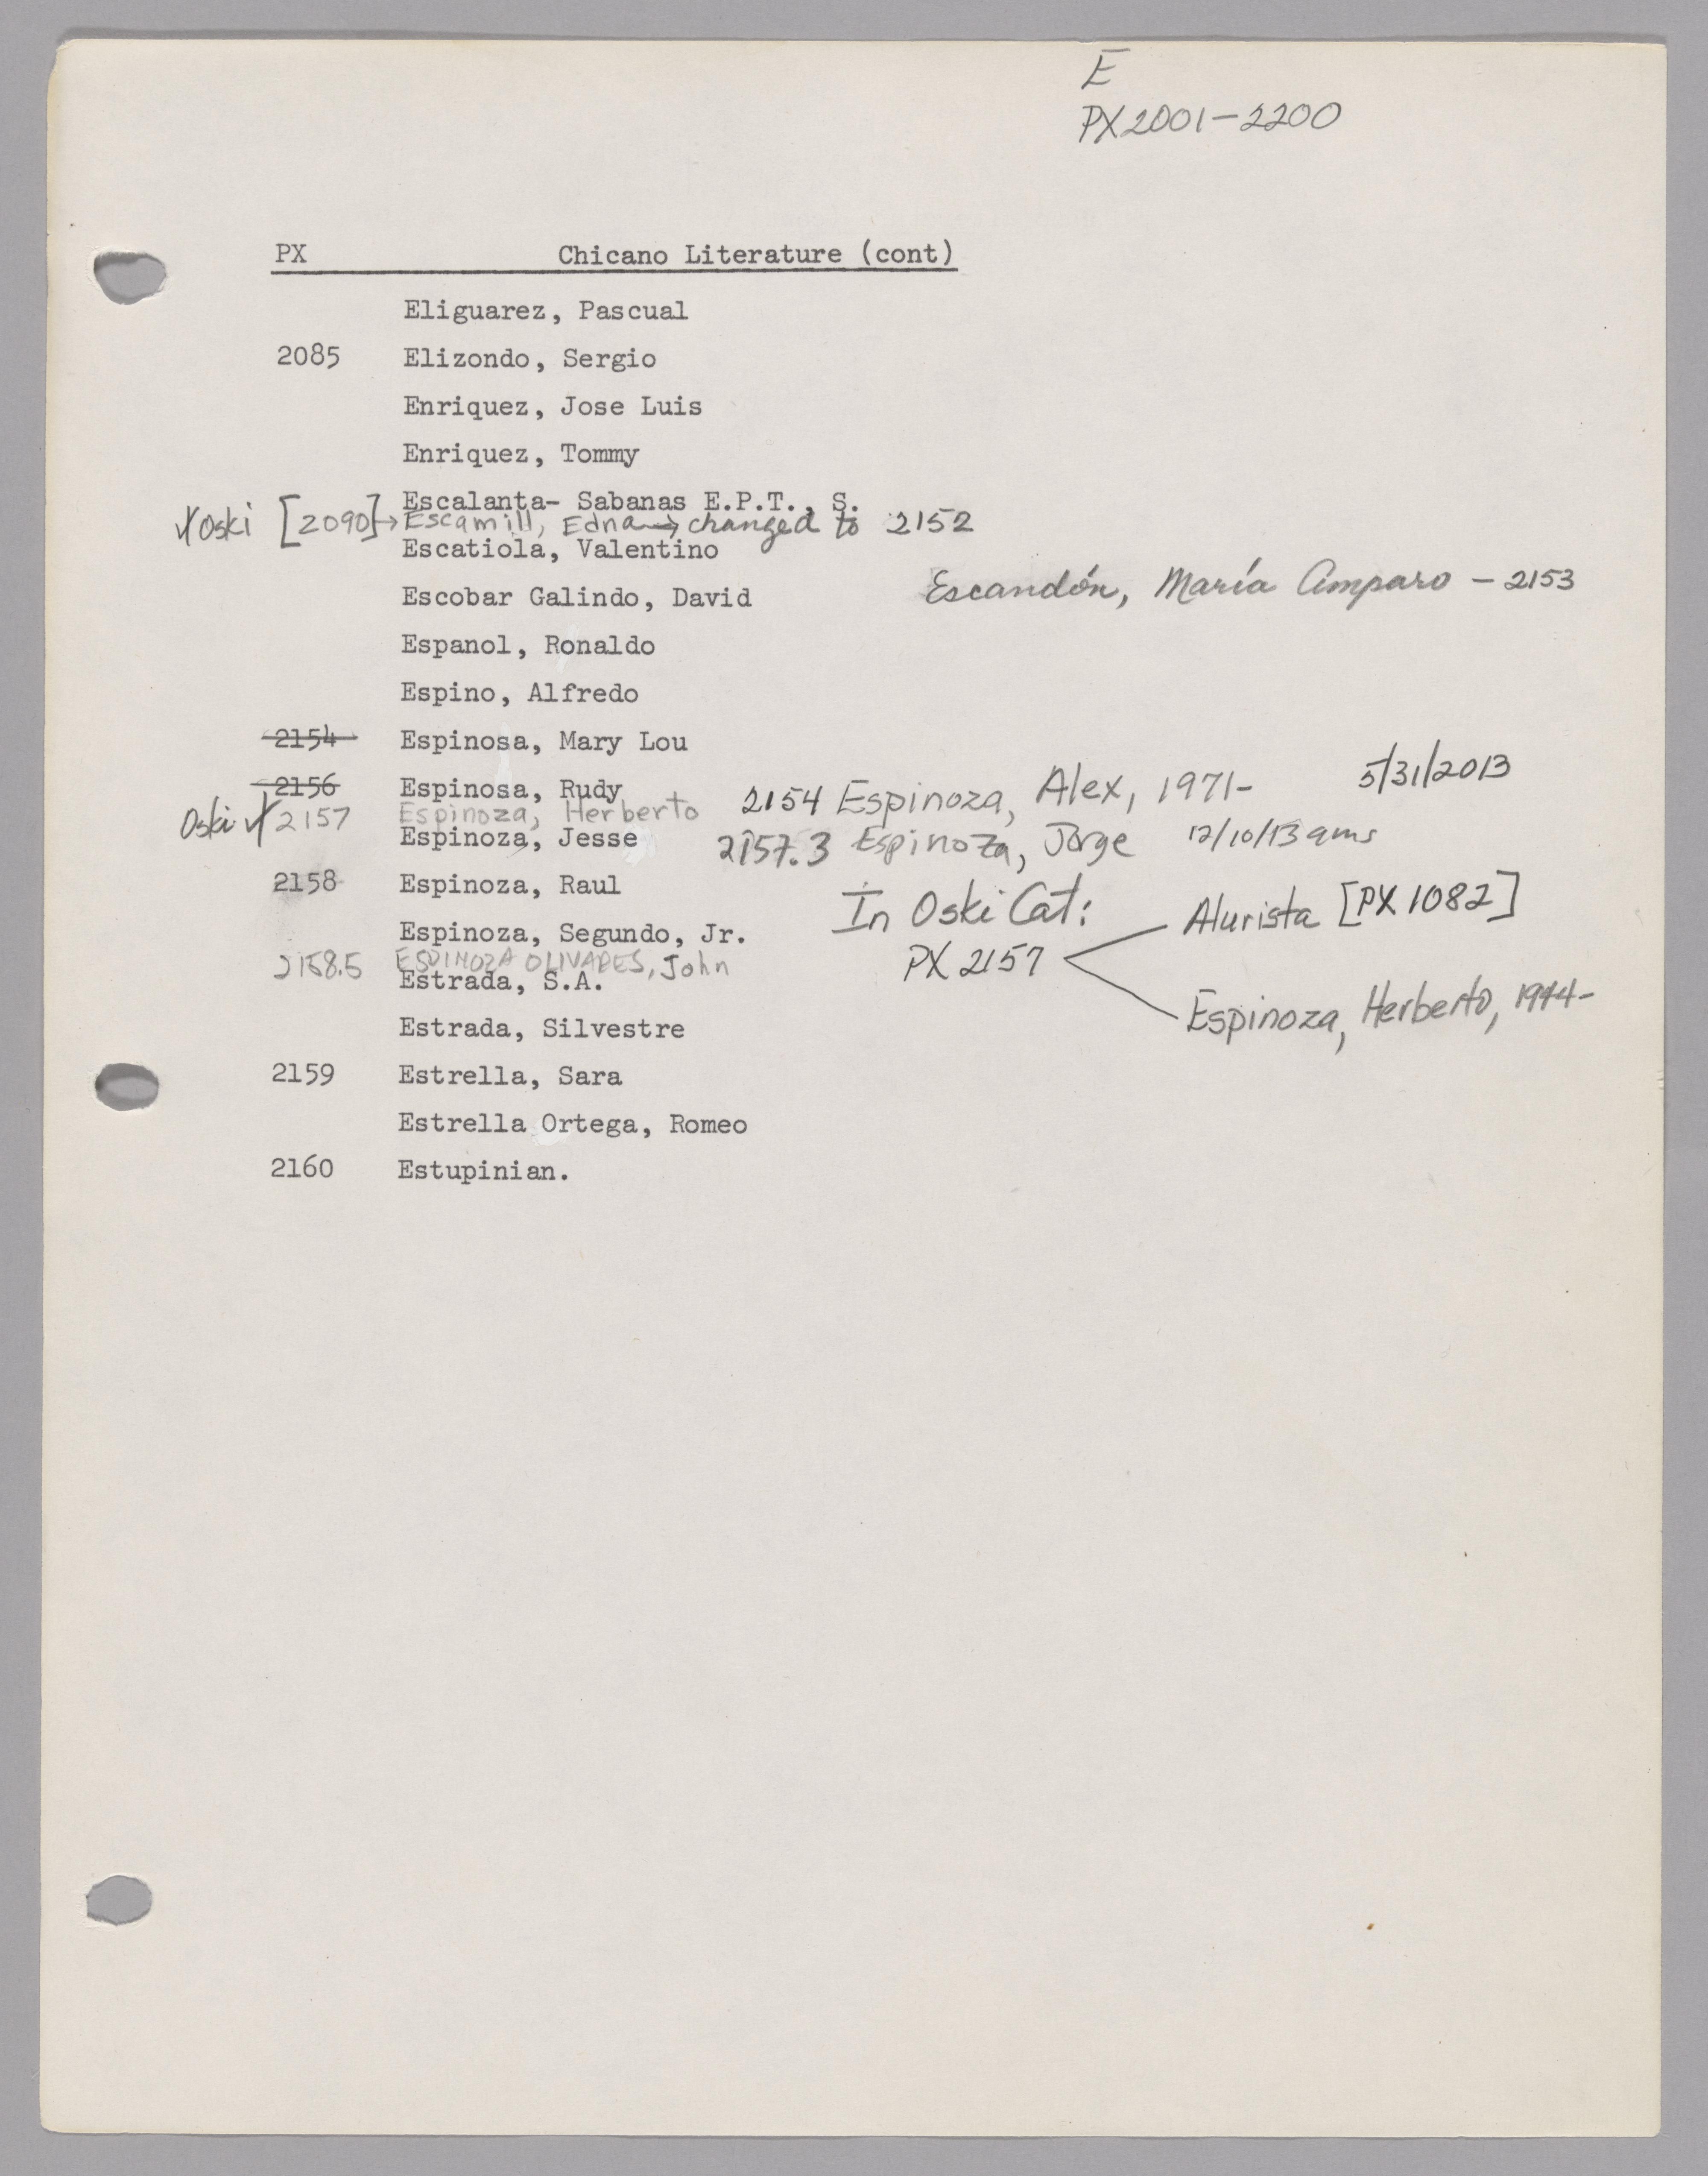 E
PX2001-2200
PX Chicano Literature (cont)
Eliguarez, Pascual
2085 Elizondo, Sergio
Enriquez, Jose Luis
Enriquez, Tommy
Escalanta- Sabanas E.P.T., S.
Oski [2090]→ Escamill, Edna → changed to 2152
Escatiola, Valentino
Escandón, María Amparo - 2153
Escobar Galindo, David
Espanol, Ronaldo
Espino, Alfredo
2154 Espinosa, Mary Lou
2156 Espinosa, Rudy
2154 Espinoza, Alex, 1971- 5/31/2013
Oski 2157 Espinoza, Herberto
Espinoza, Jesse
2157.3 Espinoza, Jorge 12/10/13 ams
2158 Espinoza, Raul
In Oski Cat: Alurista [PX 1082]
Espinoza, Segundo, Jr.
PX 2157
2158.5 ESPINOZA OLIVARES, John
Estrada, S.A.
Espinoza, Herberto, 1944-
Estrada, Silvestre
2159 Estrella, Sara
Estrella Ortega, Romeo
2160 Estupinian.